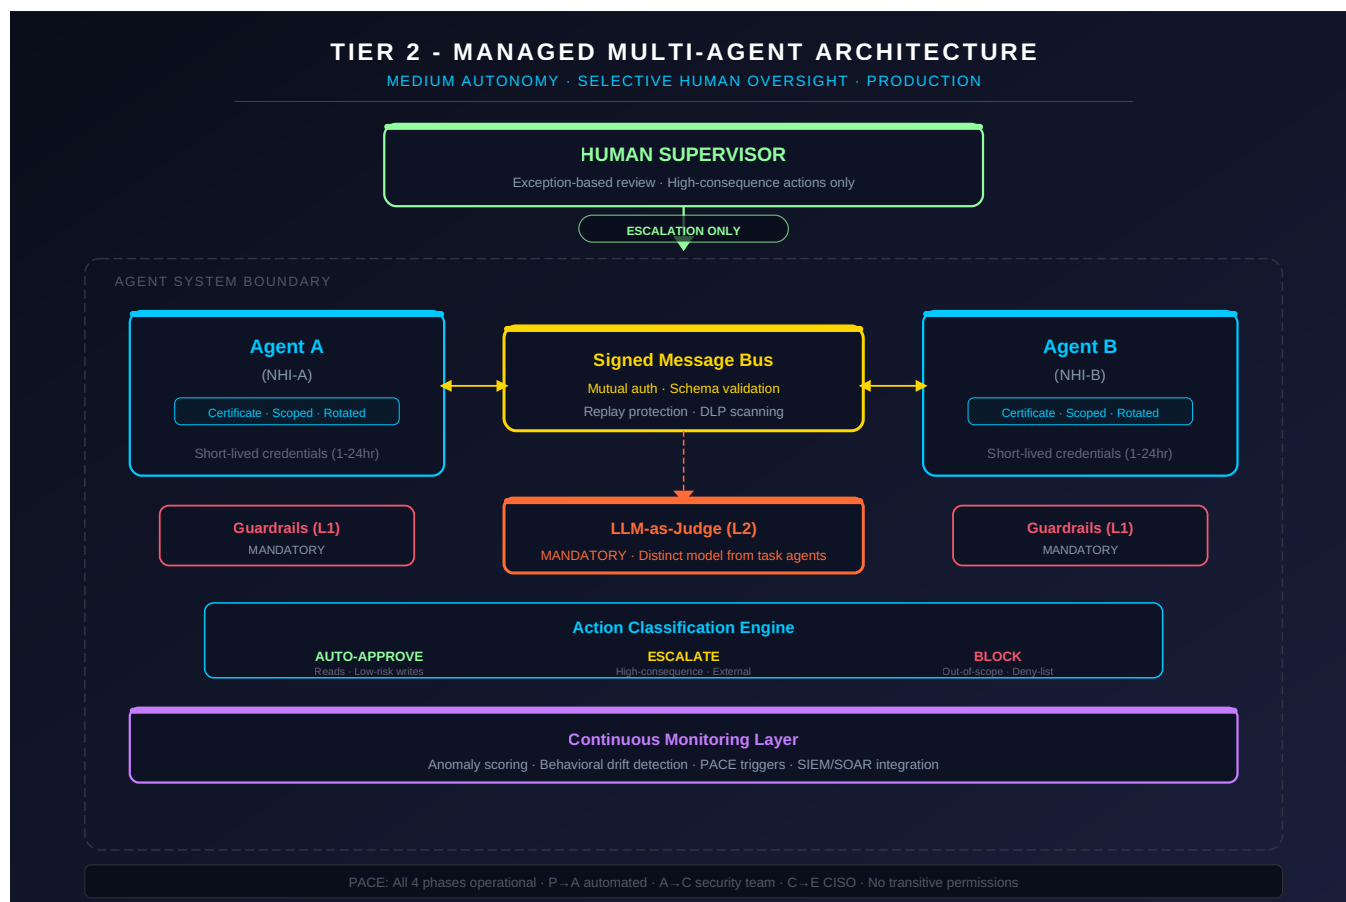 TIER 2 - MANAGED MULTI-AGENT ARCHITECTURE
MEDIUM AUTONOMY · SELECTIVE HUMAN OVERSIGHT · PRODUCTION
HUMAN SUPERVISOR
Exception-based review · High-consequence actions only
ESCALATION ONLY
AGENT SYSTEM BOUNDARY
Agent A
(NHI-A)
Certificate · Scoped · Rotated
Short-lived credentials (1-24hr)
Signed Message Bus
Mutual auth · Schema validation
Replay protection · DLP scanning
Agent B
(NHI-B)
Certificate · Scoped · Rotated
Short-lived credentials (1-24hr)
Guardrails (L1)
MANDATORY
LLM-as-Judge (L2)
MANDATORY · Distinct model from task agents
Guardrails (L1)
MANDATORY
Action Classification Engine
AUTO-APPROVE
Reads · Low-risk writes
ESCALATE
High-consequence · External
BLOCK
Out-of-scope · Deny-list
Continuous Monitoring Layer
Anomaly scoring · Behavioral drift detection · PACE triggers · SIEM/SOAR integration
PACE: All 4 phases operational · P→A automated · A→C security team · C→E CISO · No transitive permissions